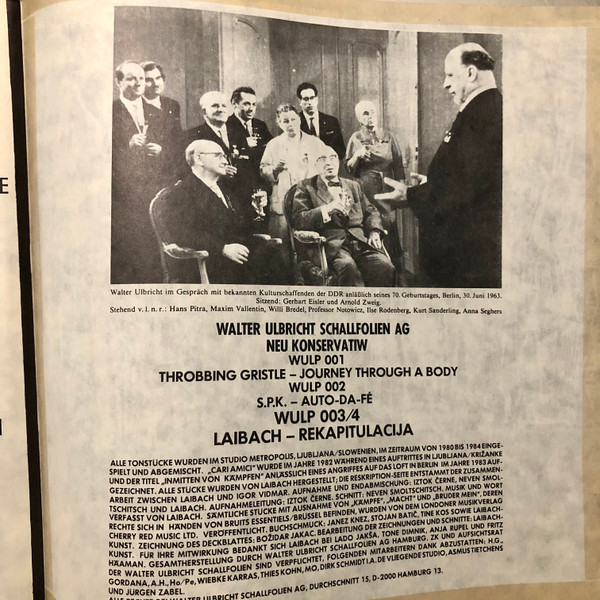 E
Walter Ulbricht im Gespräch mit bekannten Kulturschaffenden der DDR anläßlich seines 70. Geburtstages, Berlin, 30. Juni 1963.
Sitzend: Gerhart Eisler und Arnold Zweig.
Stehend v. l. n. r.: Hans Pitra, Maxim Vallentin, Willi Bredel, Professor Notowicz, Ilse Rodenberg, Kurt Sanderling, Anna Seghers
WALTER ULBRICHT SCHALLFOLIEN AG
NEU KONSERVATIW
WULP 001
THROBBING GRISTLE – JOURNEY THROUGH A BODY
WULP 002
S.P.K. – AUTO-DA-FÉ
WULP 003/4
LAIBACH – REKAPITULACIJA
ALLE TONSTÜCKE WURDEN IM STUDIO METROPOLIS, LJUBLJANA/SLOWENIEN, IM ZEITRAUM VON 1980 BIS 1984 EINGE-
SPIELT UND ABGEMISCHT. „CARI AMICI" WURDE IM JAHRE 1982 WÄHREND EINES AUFTRITTES IN LJUBLJANA/KRIŽANKE
UND DER TITEL „INMITTEN VON KÄMPFEN" ANLÄSSLICH EINES ANGRIFFES AUF DAS LOFT IN BERLIN IM JAHRE 1983 AUF-
GEZEICHNET. ALLE STÜCKE WURDEN VON LAIBACH HERGESTELLT; DIE RESKRIPTION-SEITE ENTSTAMMT DER ZUSAMMEN-
ARBEIT ZWISCHEN LAIBACH UND IGOR VIDMAR. AUFNAHME UND ENDABMISCHUNG: IZTOK ČERNE, NEVEN SMOL-
TSCHITSCH UND LAIBACH. AUFNAHMELEITUNG: IZTOK ČERNE. SCHNITT: NEVEN SMOLTSCHITSCH. MUSIK UND WORT
VERFASST VON LAIBACH. SÄMTLICHE STÜCKE MIT AUSNAHME VON „KÄMPFE", „MACHT" UND „BRUDER MEIN", DEREN
RECHTE SICH IN HÄNDEN VON BRUITS ESSENTIELS/BRÜSSEL BEFINDEN, WURDEN VON DEM LONDONER MUSIKVERLAG
CHERRY RED MUSIC LTD. VERÖFFENTLICHT. BUCHSCHMUCK: JANEZ KNEZ, STOJAN BATIČ, TINE KOS SOWIE LAIBACH-
KUNST. ZEICHNUNG DES DECKBLATTES: BOŽIDAR JAKAC. BEARBEITUNG DER ZEICHNUNGEN UND SCHNITTE: LAIBACH-
KUNST. FÜR IHRE MITWIRKUNG BEDANKT SICH LAIBACH BEI LADO JAKŠA, TONE DIMNIK, ANJA RUPEL UND FRITZ
HÄAMAN. GESAMTHERSTELLUNG DURCH WALTER ULBRICHT SCHALLFOLIEN AG HAMBURG. ZK UND AUFSICHTSRAT
DER WALTER ULBRICHT SCHALLFOLIEN SIND VERPFLICHTET, FOLGENDEN MITARBEITERN DANK ABZUSTATTEN: H.G.,
GORDANA, A.H., Ho/Pe, WIEBKE KARRAS, THIES KOHN, MO, DIRK SCHMIDT I.A. DE VLIEGENDE STUDIO, ASMUS TIETCHENS
UND JÜRGEN ZABEL.
WALTER ULBRICHT SCHALLFOLIEN AG, DURCHSCHNITT 15, D-2000 HAMBURG 13.